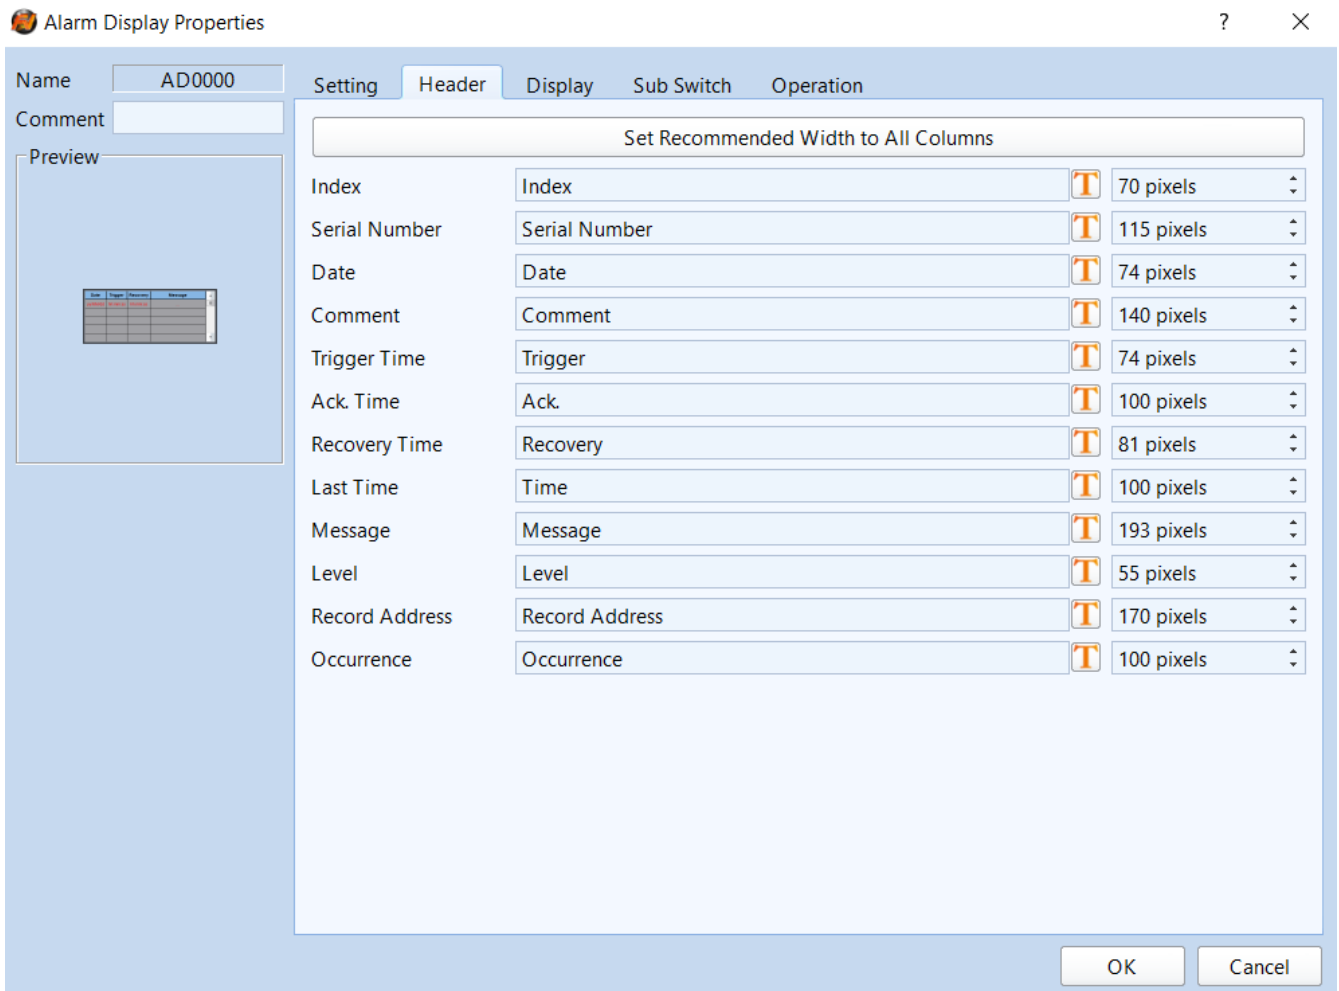 Alarm Display Properties ?
Name AD0000
Comment
Preview
Date Trigger Recovery Message
Setting Header Display Sub Switch Operation
Set Recommended Width to All Columns
Index Index T 70 pixels
Serial Number Serial Number T 115 pixels
Date Date T 74 pixels
Comment Comment T 140 pixels
Trigger Time Trigger T 74 pixels
Ack. Time Ack. T 100 pixels
Recovery Time Recovery T 81 pixels
Last Time Time T 100 pixels
Message Message T 193 pixels
Level Level T 55 pixels
Record Address Record Address T 170 pixels
Occurrence Occurrence T 100 pixels
OK Cancel